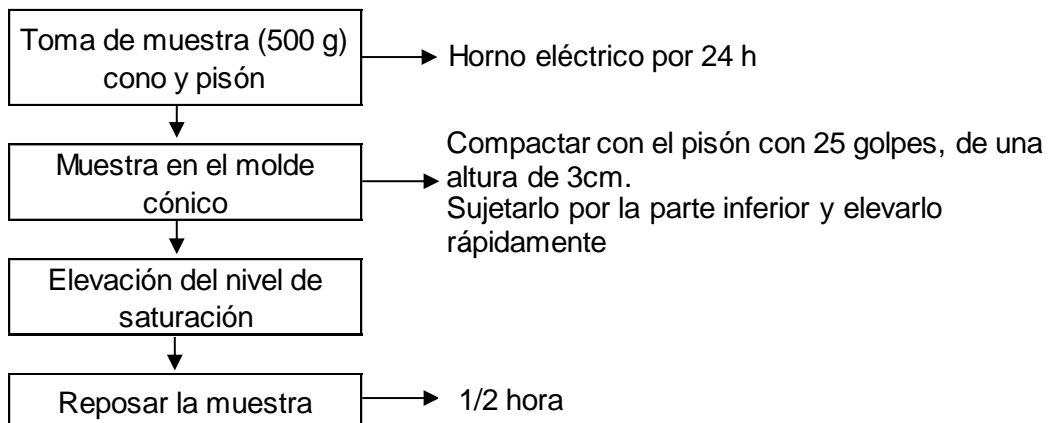 Toma de muestra (500 g)
cono y pisón
Horno eléctrico por 24 h
Muestra en el molde
cónico
Compactar con el pisón con 25 golpes, de una
altura de 3cm.
Sujetarlo por la parte inferior y elevarlo
rápidamente
Elevación del nivel de
saturación
Reposar la muestra
1/2 hora